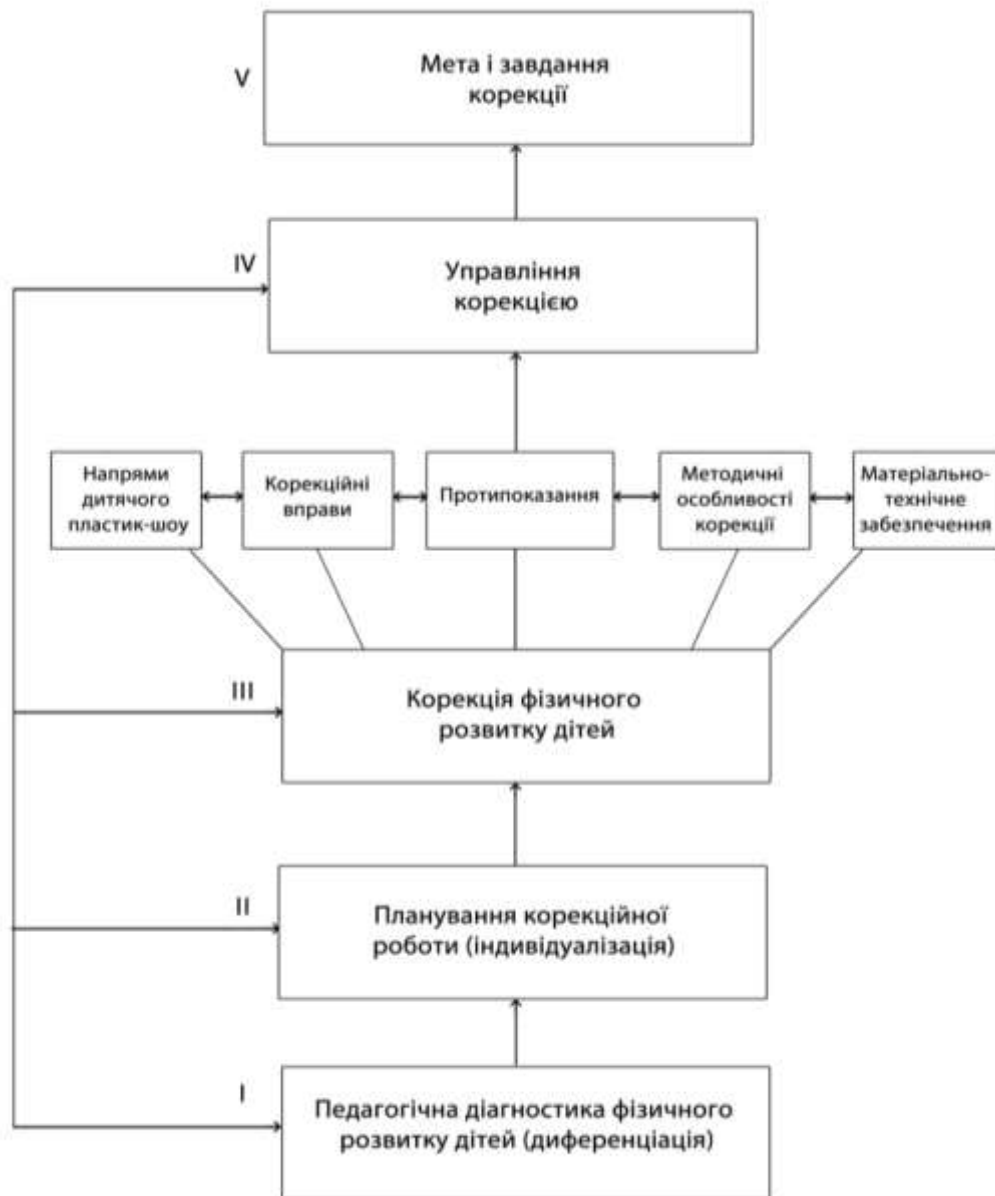 V
Мета і завдання
корекції
IV
Управління
корекцією
Напрями
дитячого
пластик-шоу
Корекційні
вправи
Протипоказання
Методичні
особливості
корекції
Матеріально-
технічне
забезпечення
III
Корекція фізичного
розвитку дітей
II
Планування корекційної
роботи (індивідуалізація)
I
Педагогічна діагностика фізичного
розвитку дітей (диференціація)